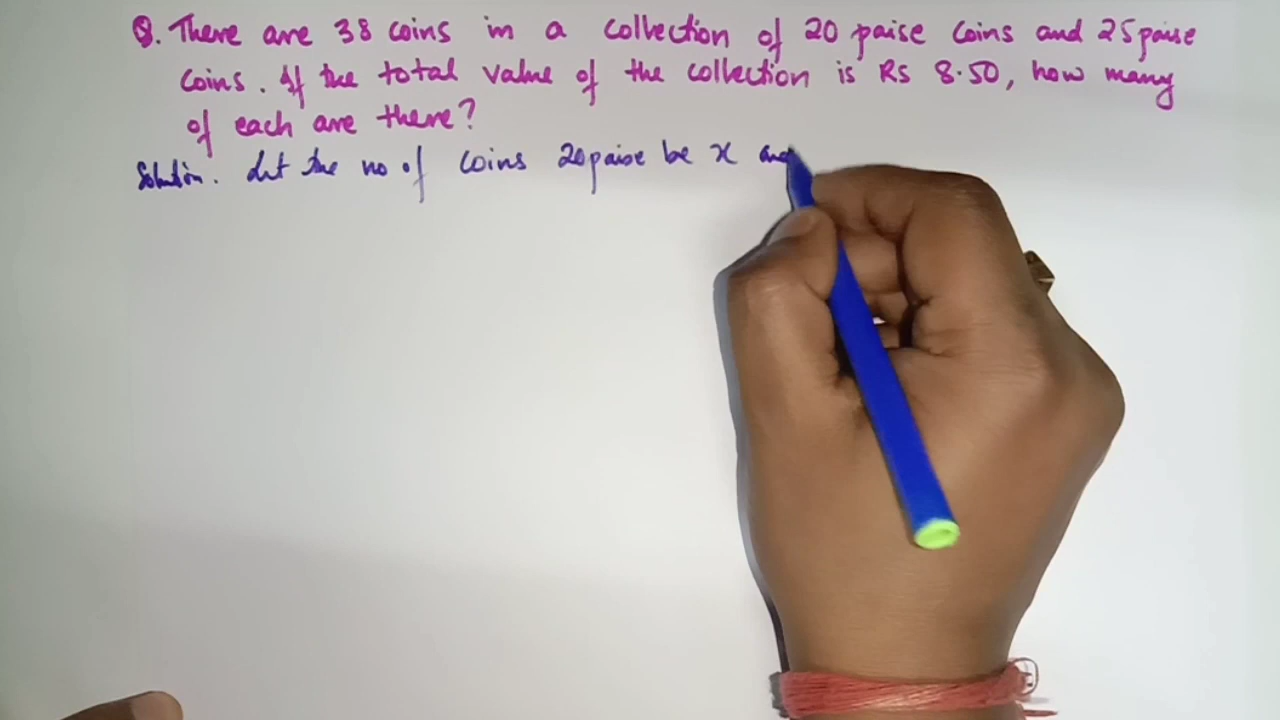 Q. There are 38 coins in a collection of 20 paise coins and 25 paise
coins. If the total value of the collection is Rs 8.50, how many
of each are there?
Solution. Let the no of coins 20 paise be x and